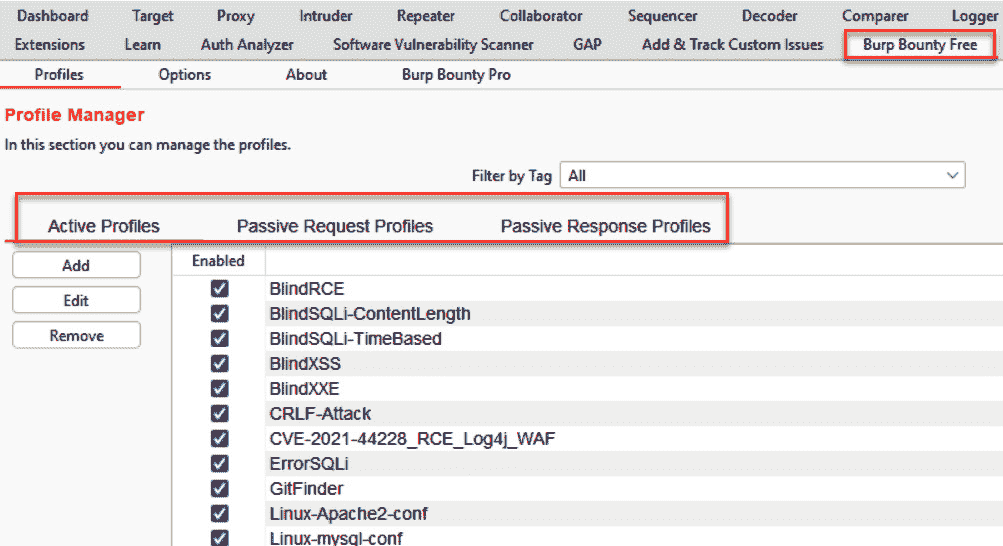 Dashboard Target Proxy Intruder Repeater Collaborator Sequencer Decoder Comparer Logger
Extensions Learn Auth Analyzer Software Vulnerability Scanner GAP Add & Track Custom Issues Burp Bounty Free
Profiles Options About Burp Bounty Pro
Profile Manager
In this section you can manage the profiles.
Filter by Tag All
Active Profiles Passive Request Profiles Passive Response Profiles
Add Enabled
Edit
Remove
BlindRCE
BlindSQLi-ContentLength
BlindSQLi-TimeBased
BlindXSS
BlindXXE
CRLF-Attack
CVE-2021-44228_RCE_Log4j_WAF
ErrorSQLi
GitFinder
Linux-Apache2-conf
Linux-mysql-conf